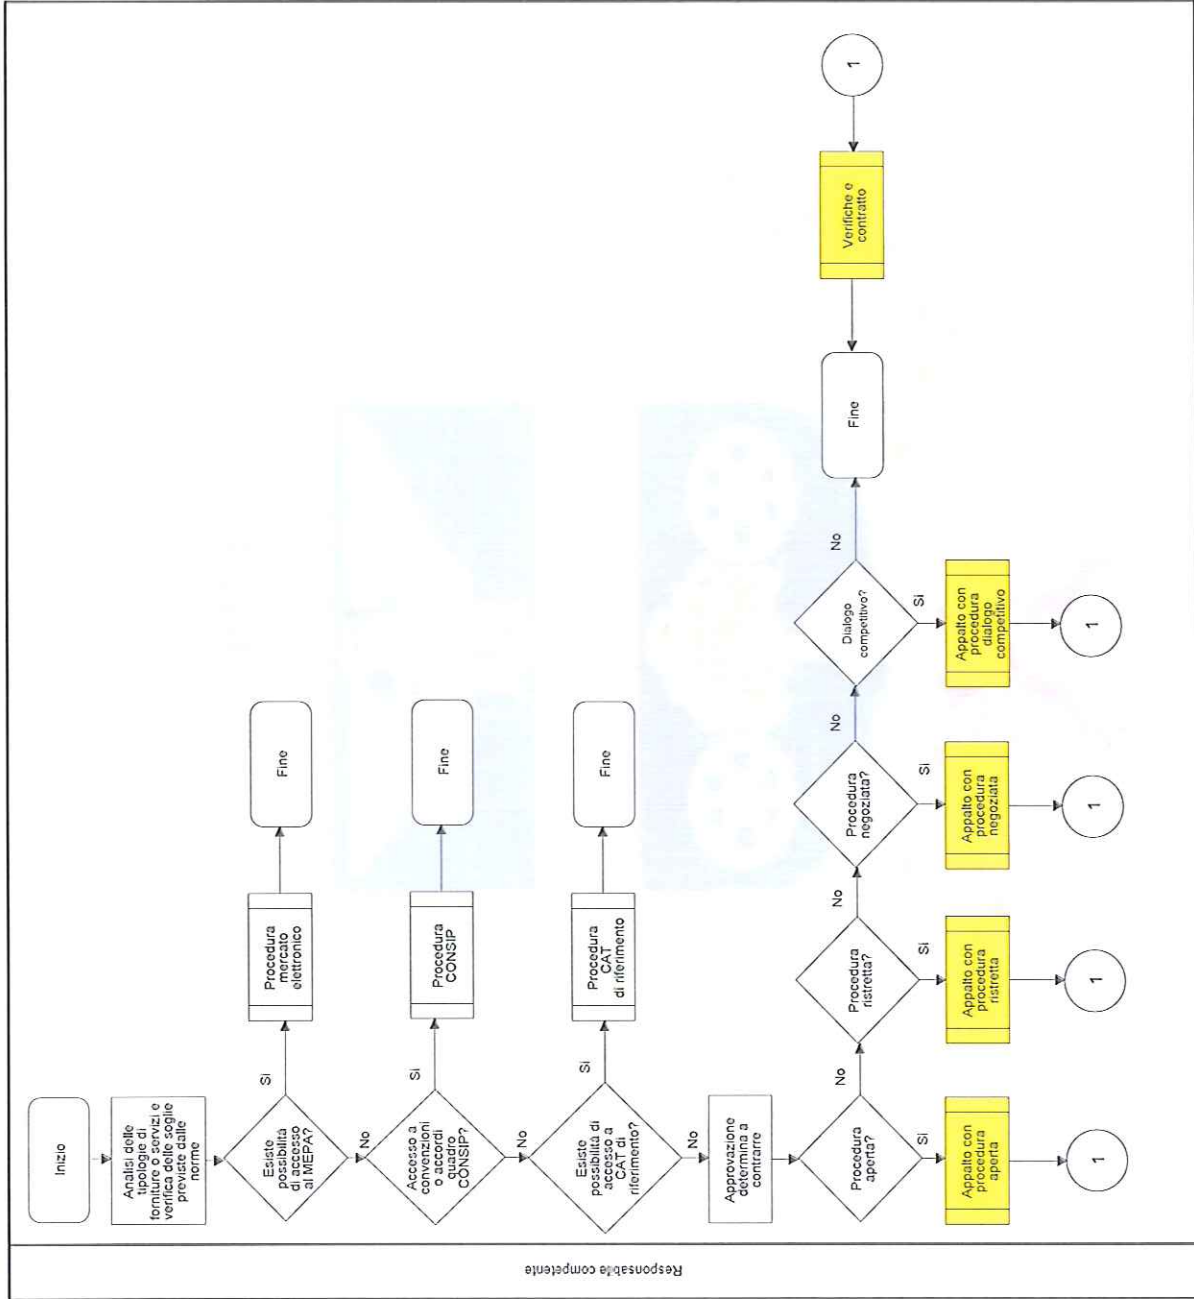 Responsabile competente
Inizio
Analisi delle
tipologie di
forniture o servizi e
verifica delle soglie
previste dalle
norme
Esiste
possibilità
di accesso
al MEPA?
Si
Procedura
mercato
elettronico
Fine
No
Accesso a
convenzioni
o accordi
quadro
CONSIP?
Si
Procedura
CONSIP
Fine
No
Esiste
possibilità di
accesso a
CAT di
riferimento?
Si
Procedura
CAT
di riferimento
Fine
No
Approvazione
determina a
contrarre
Procedura
aperta?
No
Procedura
ristretta?
No
Procedura
negoziata?
No
Dialogo
competitivo?
No
Fine
Verifiche e
contratto
1
Si
Appalto con
procedura
aperta
1
Si
Appalto con
procedura
ristretta
1
Si
Appalto con
procedura
negoziata
1
Si
Appalto con
procedura
dialogo
competitivo
1